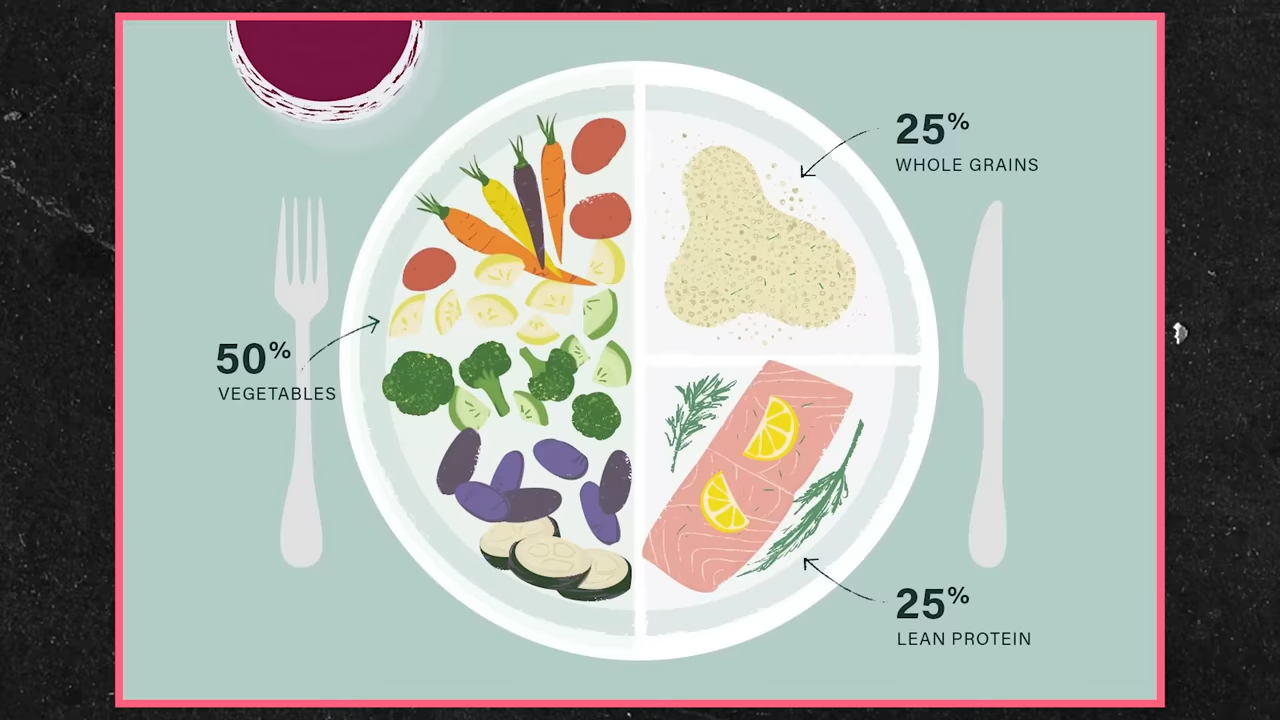 25%
WHOLE GRAINS
50%
VEGETABLES
25%
LEAN PROTEIN